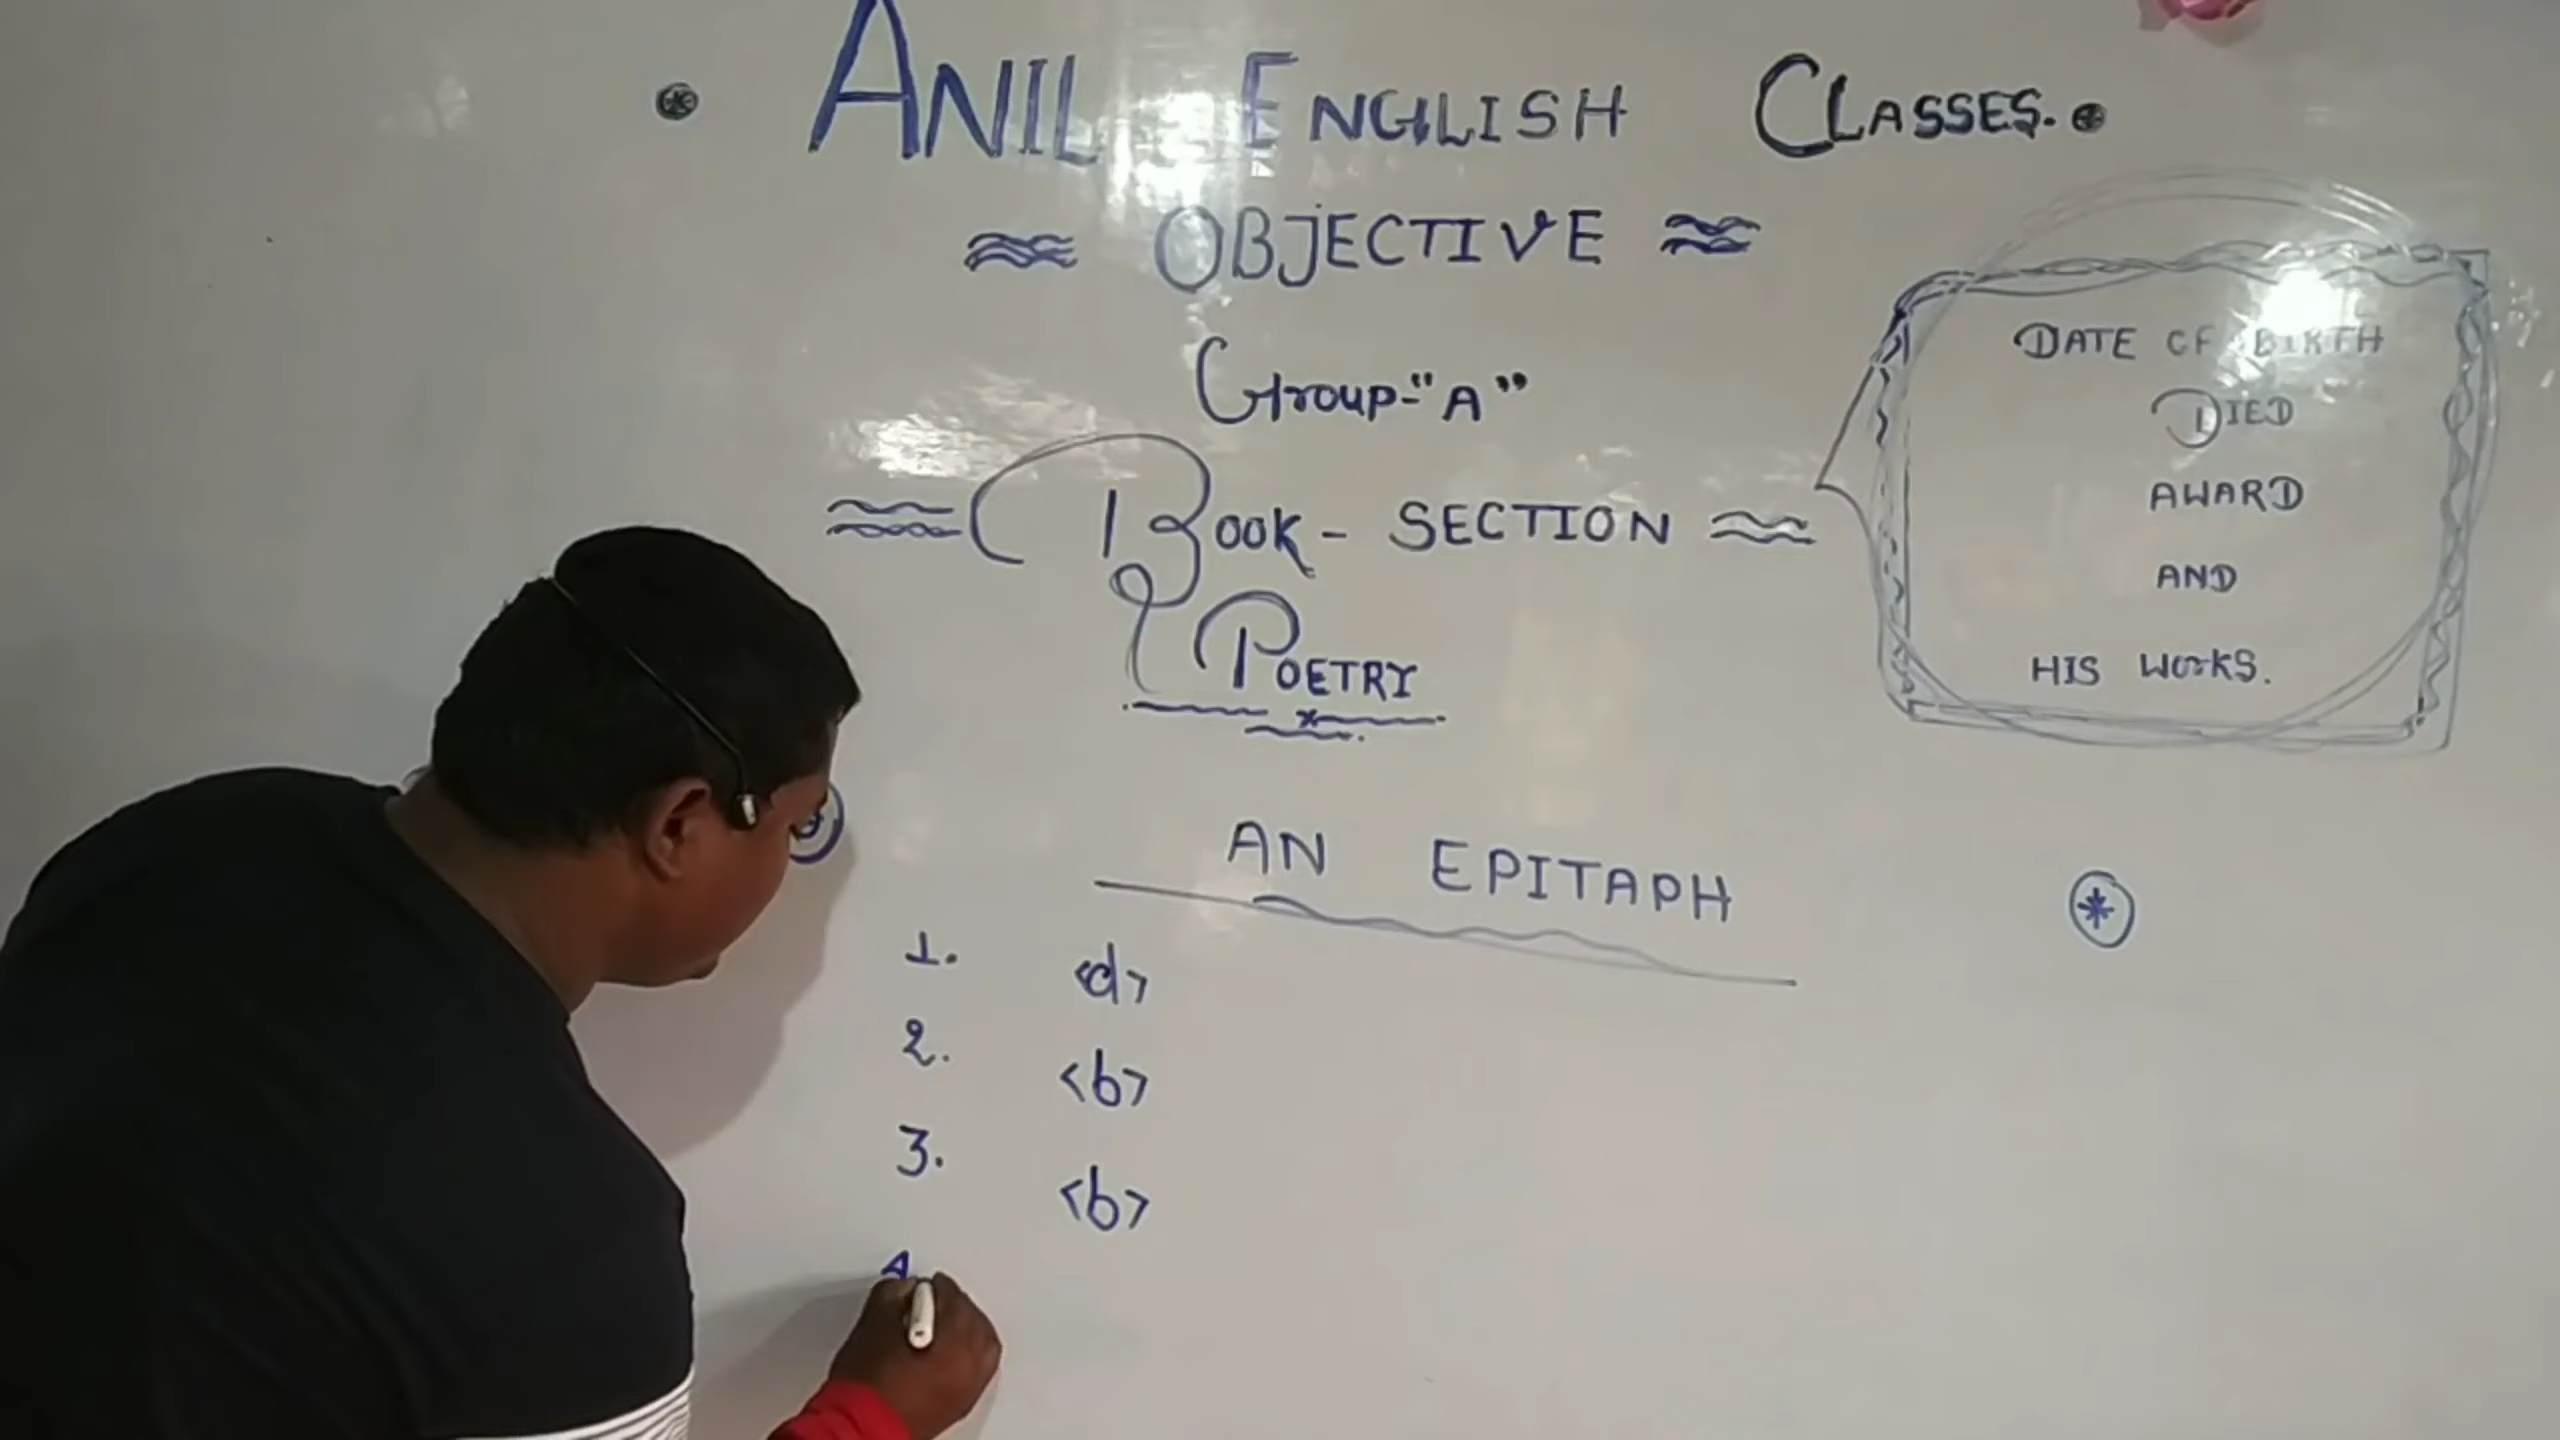 ANIL ENGLISH CLASSES.
OBJECTIVE
Group-"A"
BOOK - SECTION
POETRY
DATE OF BIRTH
DIED
AWARD
AND
HIS WORKS.
AN EPITAPH
1. <d>
2. <b>
3. <b>